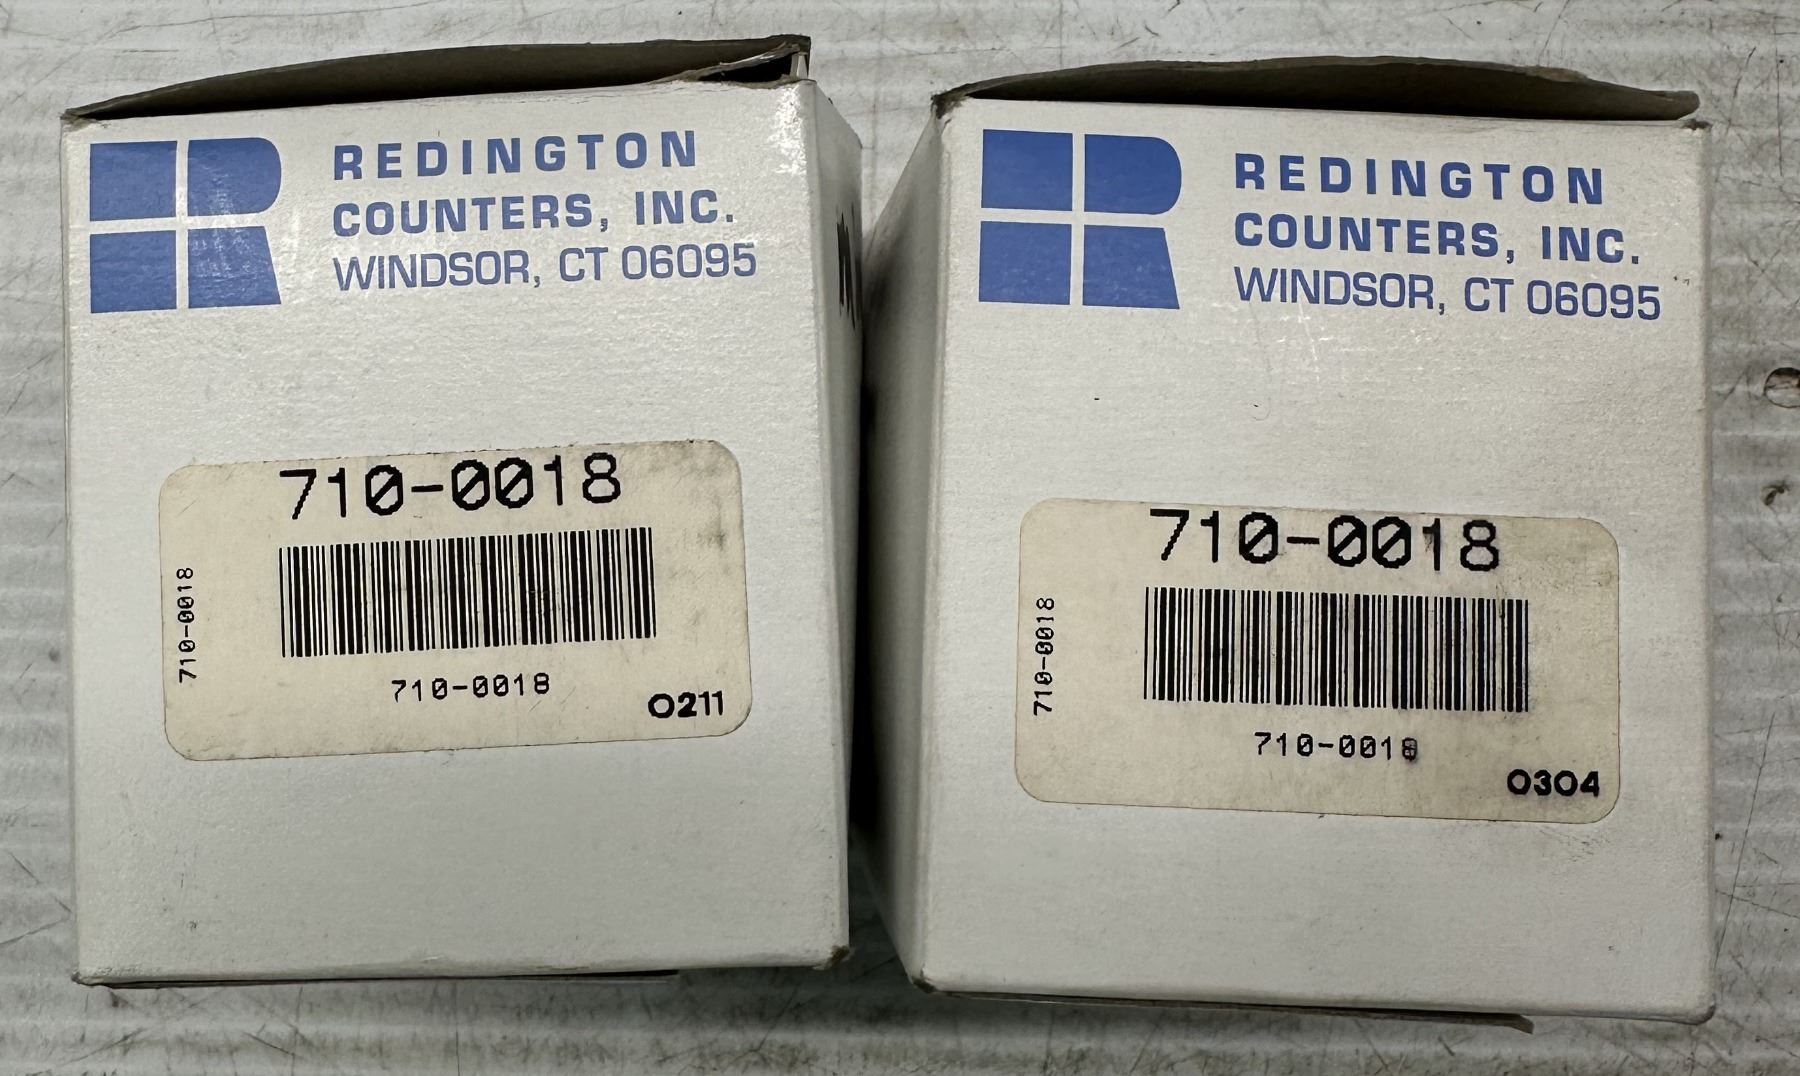 REDINGTON
COUNTERS, INC.
WINDSOR, CT 06095
710-0018
710-0018
710-0018
0211
REDINGTON
COUNTERS, INC.
WINDSOR, CT 06095
710-0018
710-0018
710-0018
0304